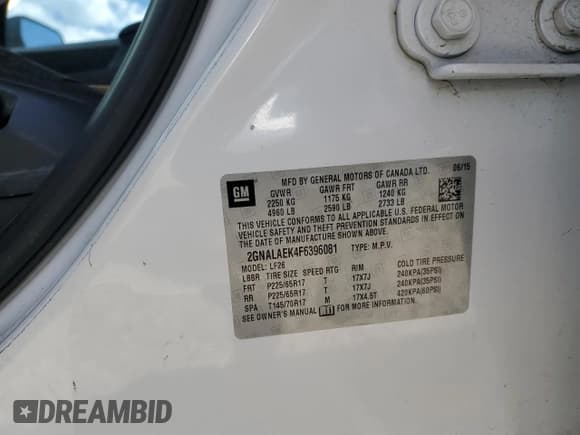 GM
MFD BY GENERAL MOTORS OF CANADA LTD. 06/15
GVWR GAWR FRT GAWR RR
2250 KG 1175 KG 1240 KG
4960 LB 2590 LB 2733 LB
THIS VEHICLE CONFORMS TO ALL APPLICABLE U.S. FEDERAL MOTOR
VEHICLE SAFETY AND THEFT PREVENTION STANDARDS IN EFFECT ON
THE DATE OF MANUFACTURE SHOWN ABOVE.
2GNALAEK4F6396081 TYPE: M.P.V.
MODEL: LF26
LBBR TIRE SIZE SPEED RTG RIM COLD TIRE PRESSURE
FRT P225/65R17 T 17X7J 240KPA(35PSI)
RR P225/65R17 T 17X7J 240KPA(35PSI)
SPA T145/70R17 M 17X4.5T 420KPA(60PSI)
SEE OWNER'S MANUAL
DREAMBID